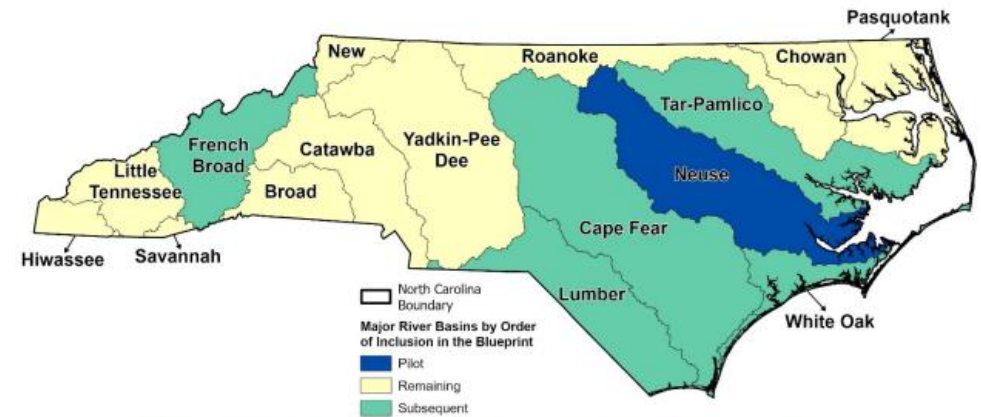 Pasquotank
New
Roanoke
Chowan
Tar-Pamlico
French
Broad
Catawba
Yadkin-Pee
Dee
Little
Tennessee
Neuse
Broad
Cape Fear
Hiwassee
Savannah
Lumber
White Oak
North Carolina
Boundary
Major River Basins by Order
of Inclusion in the Blueprint
Pilot
Remaining
Subsequent